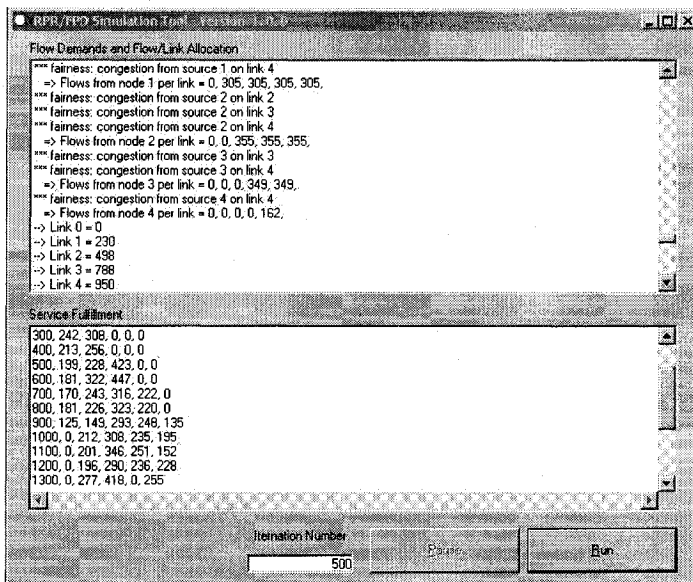 RPR/FPD Simulation Tool - Version 1.0.0
Flow Demands and Flow/Link Allocation
*** fairness: congestion from source 1 on link 4
=> Flows from node 1 per link = 0, 305, 305, 305, 305,
*** fairness: congestion from source 2 on link 2
*** fairness: congestion from source 2 on link 3
*** fairness: congestion from source 2 on link 4
=> Flows from node 2 per link = 0, 0, 355, 355, 355,
*** fairness: congestion from source 3 on link 3
*** fairness: congestion from source 3 on link 4
=> Flows from node 3 per link = 0, 0, 0, 349, 349,
*** fairness: congestion from source 4 on link 4
=> Flows from node 4 per link = 0, 0, 0, 0, 162,
--> Link 0 = 0
--> Link 1 = 230
--> Link 2 = 498
--> Link 3 = 788
--> Link 4 = 950
Service Fulfillment
300, 242, 308, 0, 0, 0
400, 213, 256, 0, 0, 0
500, 199, 228, 423, 0, 0
600, 181, 322, 447, 0, 0
700, 170, 243, 316, 222, 0
800, 181, 226, 323, 220, 0
900, 125, 149, 293, 248, 135
1000, 0, 212, 308, 235, 195
1100, 0, 201, 346, 251, 152
1200, 0, 196, 290, 236, 228
1300, 0, 277, 418, 0, 255
Iternation Number
500
Pause
Run